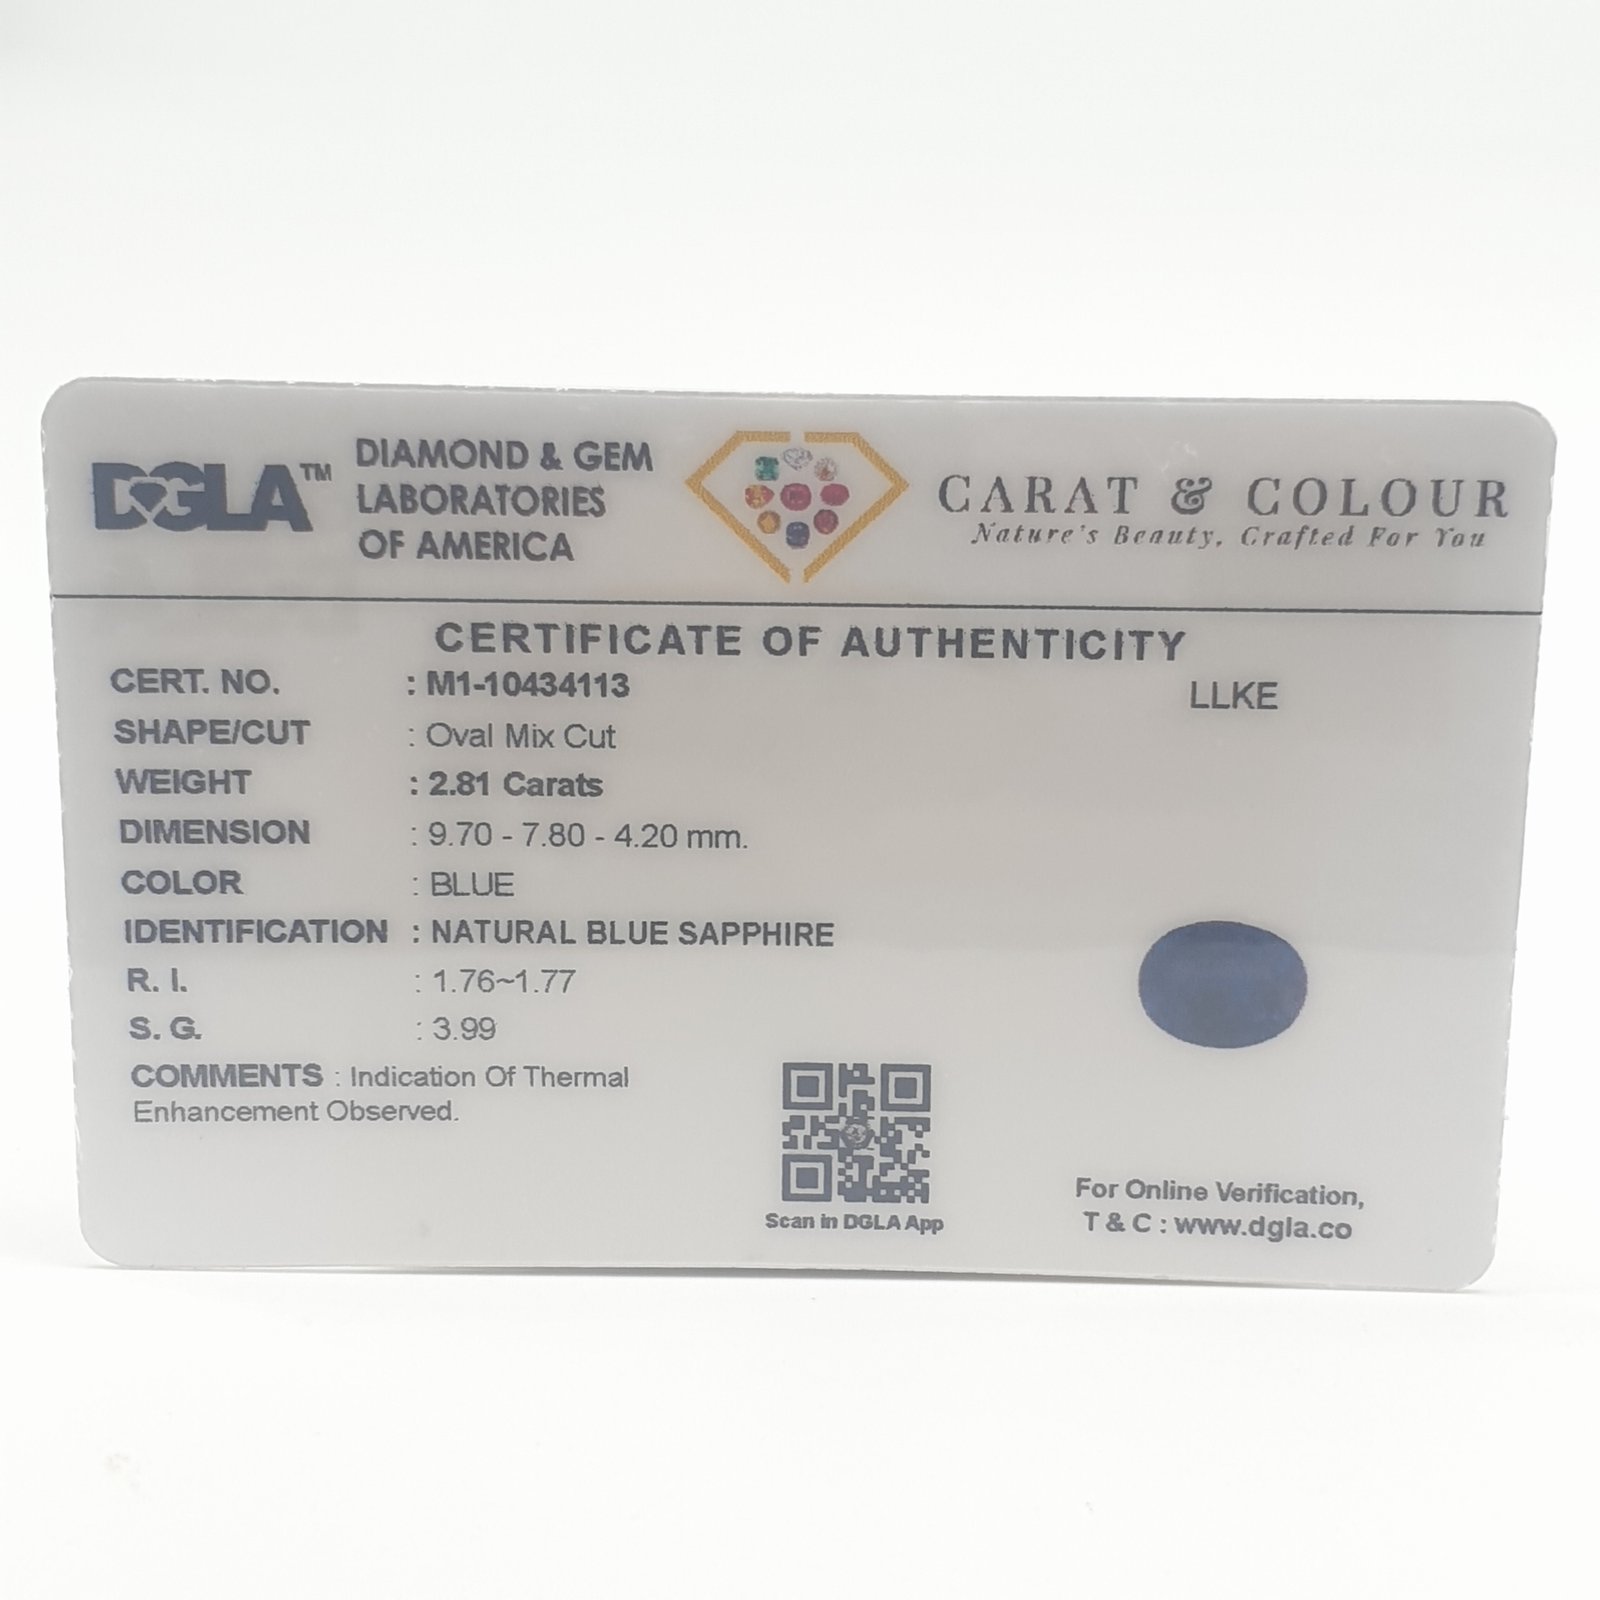 DGLA™
DIAMOND & GEM
LABORATORIES
OF AMERICA
CARAT & COLOUR
Nature's Beauty, Crafted For You
CERTIFICATE OF AUTHENTICITY
CERT. NO. : M1-10434113
LLKE
SHAPE/CUT : Oval Mix Cut
WEIGHT : 2.81 Carats
DIMENSION : 9.70 - 7.80 - 4.20 mm.
COLOR : BLUE
IDENTIFICATION : NATURAL BLUE SAPPHIRE
R. I. : 1.76~1.77
S. G. : 3.99
COMMENTS : Indication Of Thermal
Enhancement Observed.
Scan in DGLA App
For Online Verification,
T & C : www.dgla.co